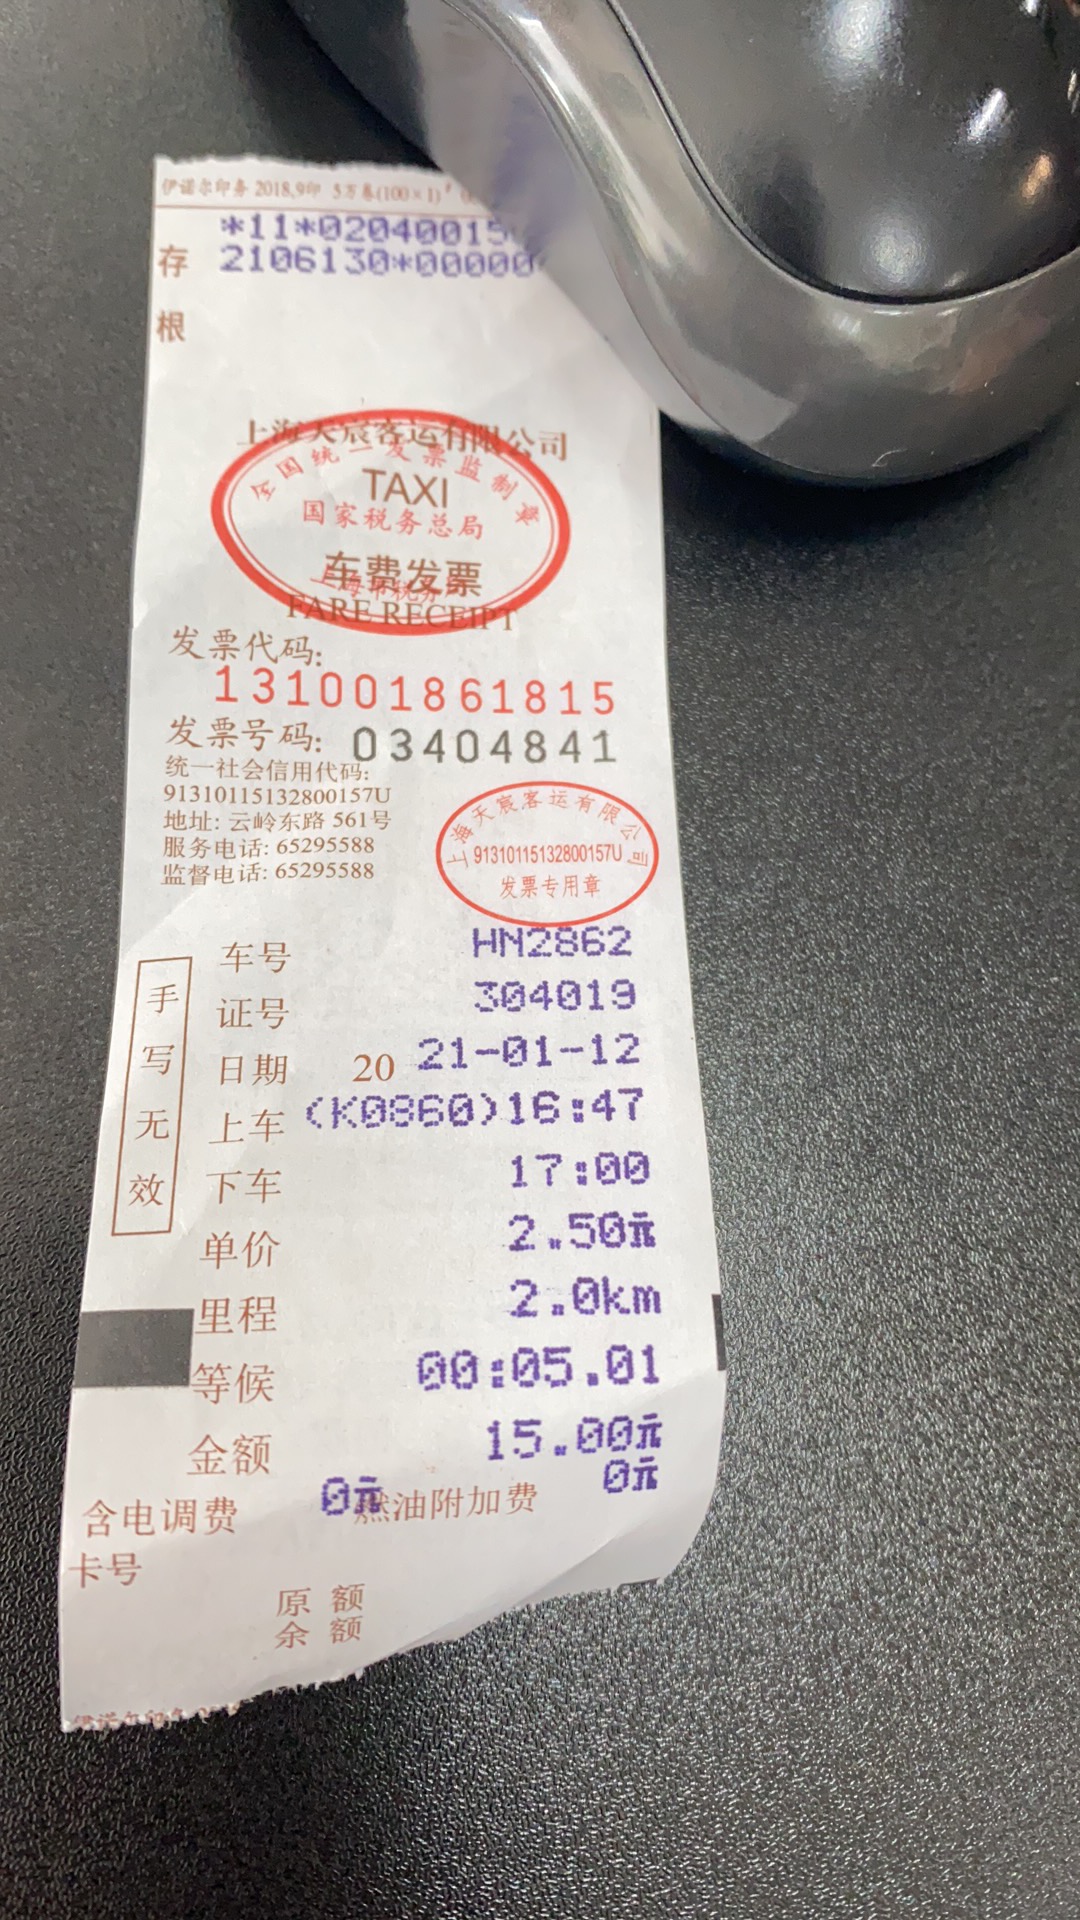 伊诺尔印务 2018.9印 5万卷(100×1)
*11*02040015
存 2106130*00000
根
上海天宸客运有限公司
全国统一发票监制章
TAXI
国家税务总局
车费发票
上海市税务局
FARE RECEIPT
发票代码:
131001861815
发票号码: 03404841
统一社会信用代码:
91310115132800157U
地址: 云岭东路 561号
服务电话: 65295588
监督电话: 65295588
上海天宸客运有限公司
91310115132800157U
发票专用章
手写无效
车号 HN2862
证号 304019
日期 20 21-01-12
上车 (K0860)16:47
下车 17:00
单价 2.50元
里程 2.0km
等候 00:05.01
金额 15.00元
含电调费 0元 燃油附加费 0元
卡号
原 额
余 额